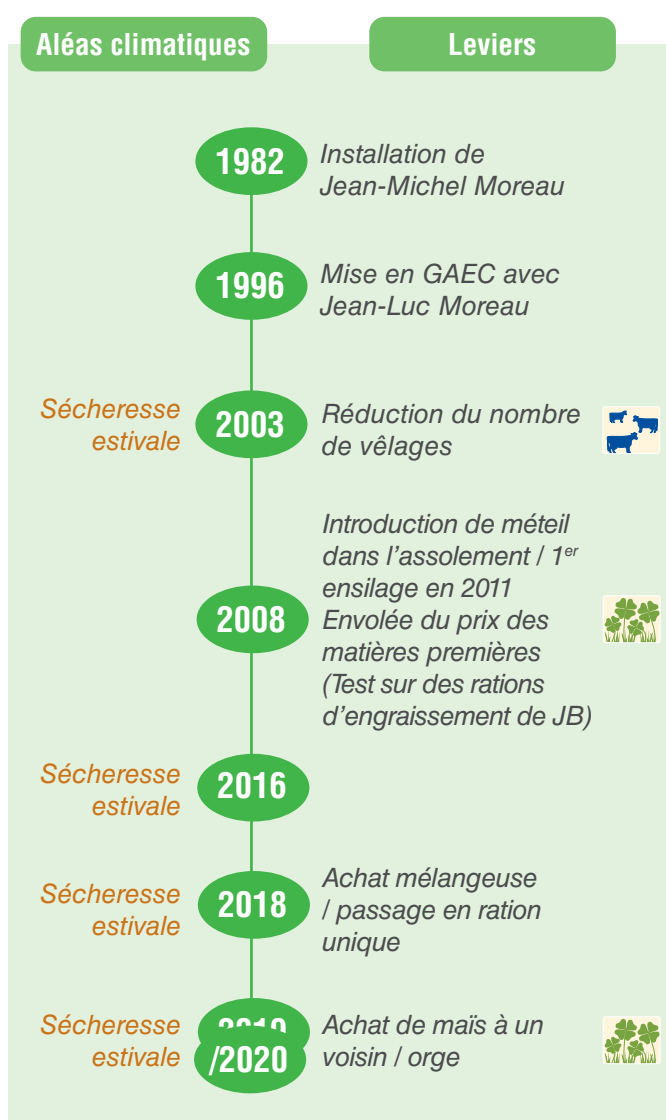 Aléas climatiques
Leviers
1982
Installation de
Jean-Michel Moreau
1996
Mise en GAEC avec
Jean-Luc Moreau
Sécheresse
estivale
2003
Réduction du nombre
de vêlages
2008
Introduction de méteil
dans l’assolement / 1er
ensilage en 2011
Envolée du prix des
matières premières
(Test sur des rations
d’engraissement de JB)
Sécheresse
estivale
2016
Sécheresse
estivale
2018
Achat mélangeuse
/ passage en ration
unique
Sécheresse
estivale
2019
/2020
Achat de maïs à un
voisin / orge